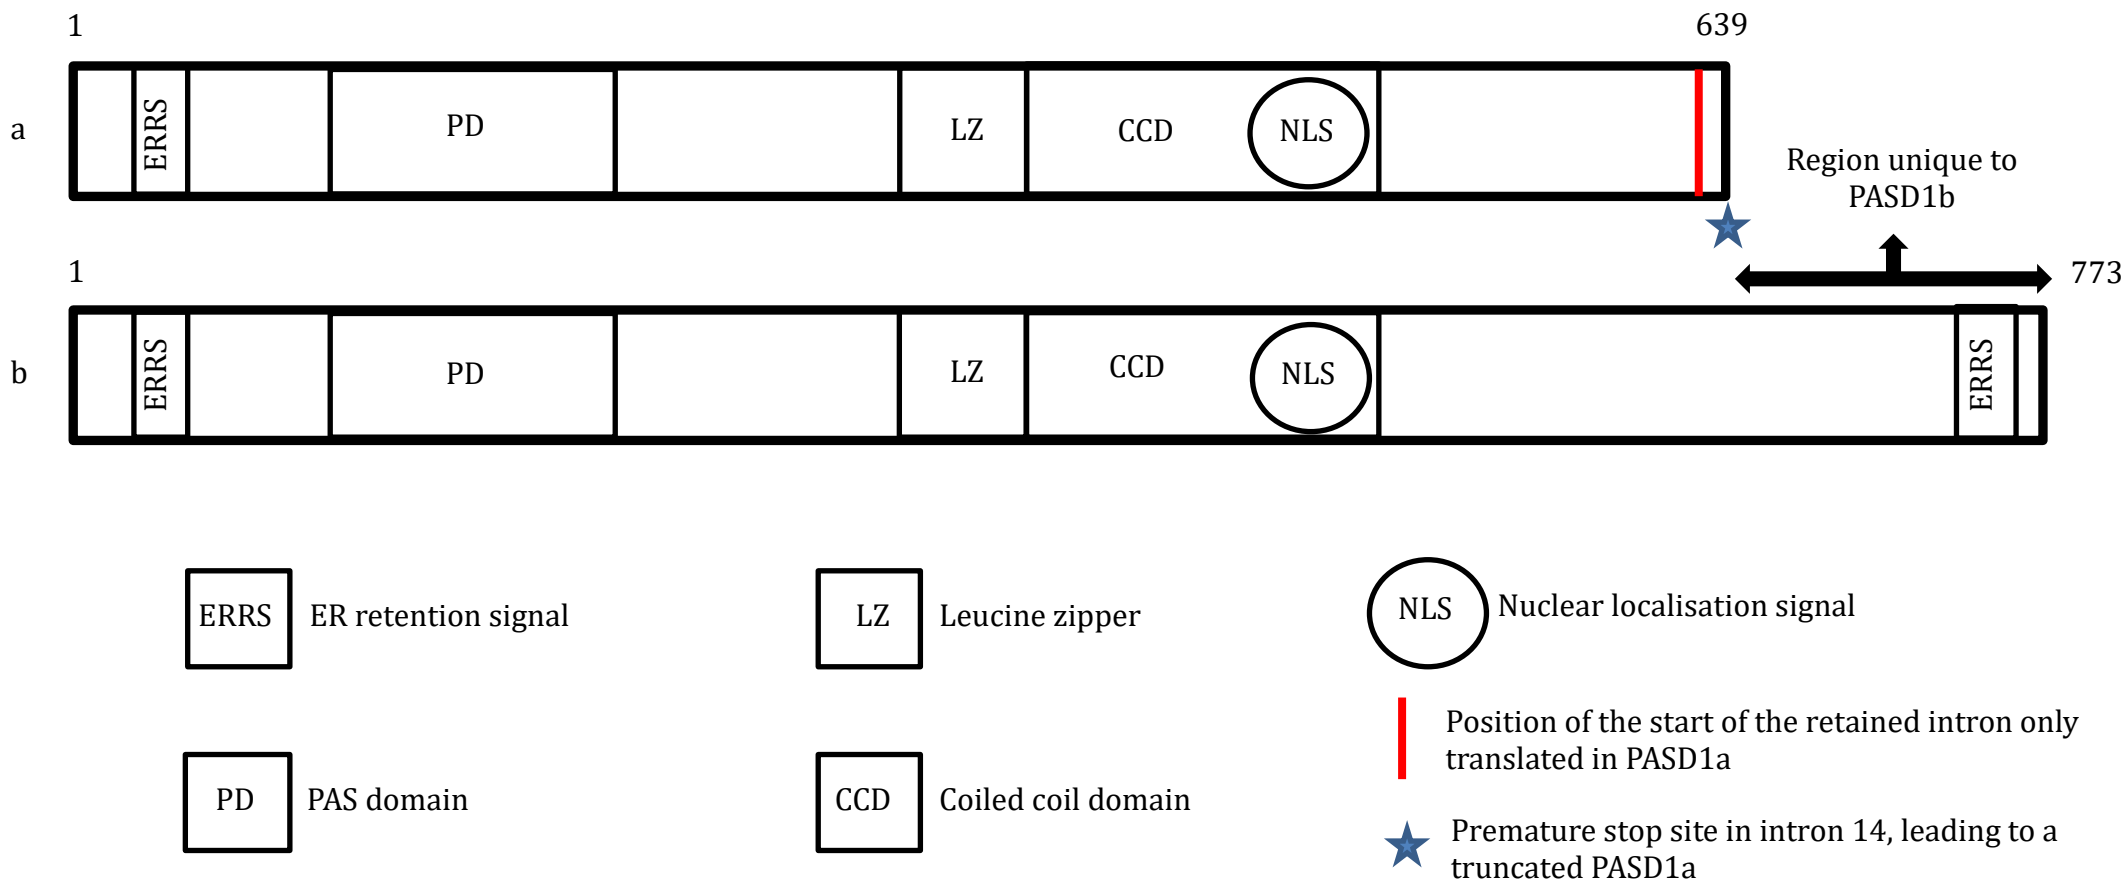 1
639
a
ERRS
PD
LZ
CCD
NLS
Region unique to
PASD1b
1
773
b
ERRS
PD
LZ
CCD
NLS
ERRS
ERRS
ER retention signal
LZ
Leucine zipper
NLS
Nuclear localisation signal
PD
PAS domain
CCD
Coiled coil domain
Position of the start of the retained intron only
translated in PASD1a
Premature stop site in intron 14, leading to a
truncated PASD1a